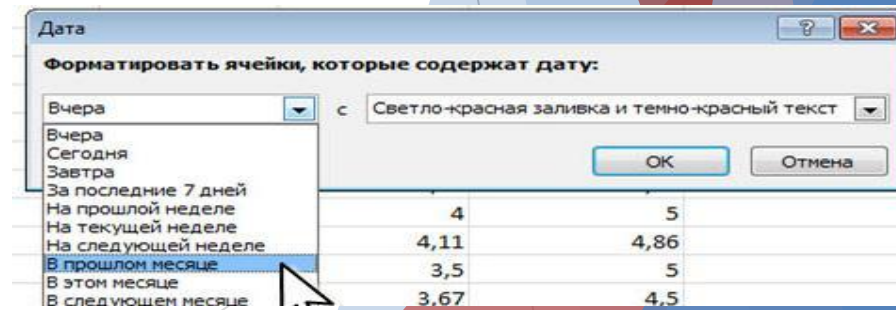 Дата
Форматировать ячейки, которые содержат дату:
Вчера с Светло-красная заливка и темно-красный текст
Вчера
Сегодня
Завтра
За последние 7 дней
На прошлой неделе
На текущей неделе
На следующей неделе
В прошлом месяце
В этом месяце
В следующем месяце
OK Отмена
4 5
4,11 4,86
3,5 5
3,67 4,5